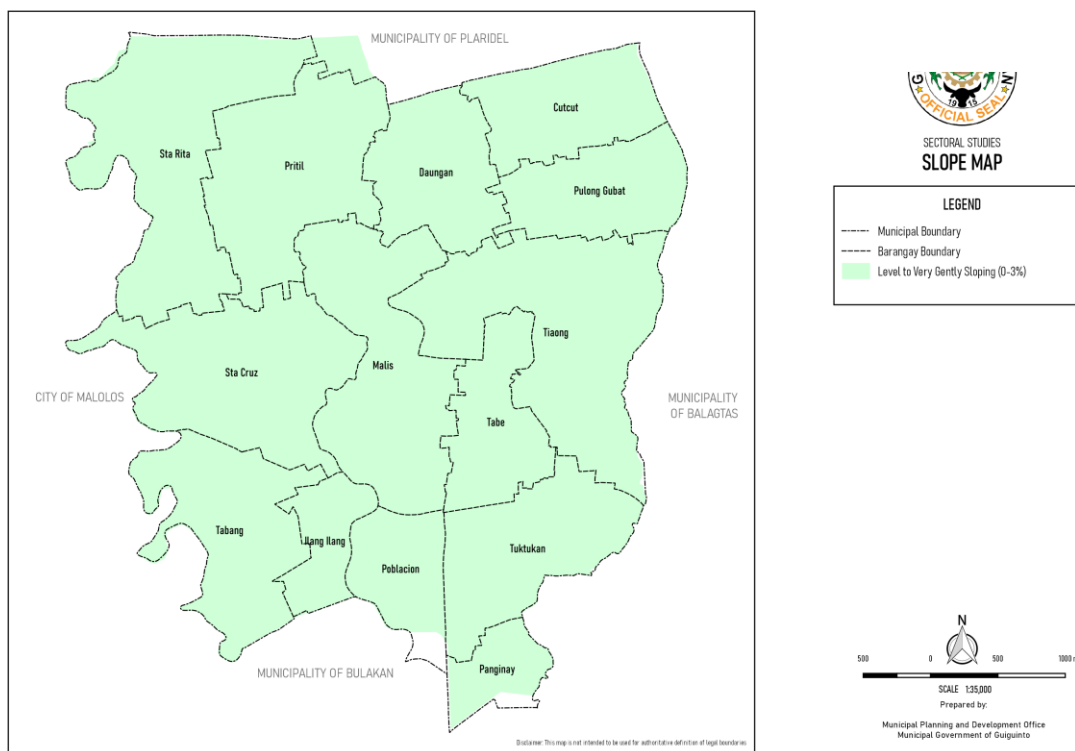 MUNICIPALITY OF PLARIDEL
Cutcut
Sta Rita
Pritil
Daungan
Pulong Gubat
Tiaong
Malis
Sta Cruz
CITY OF MALOLOS
MUNICIPALITY
OF BALAGTAS
Tabe
Tabang
Ilang Ilang
Tuktukan
Poblacion
MUNICIPALITY OF BULAKAN
Panginay
Disclaimer: This map is not intended to be used for authoritative definition of legal boundaries
G
N
1915
OFFICIAL SEAL
SECTORAL STUDIES
SLOPE MAP
LEGEND
Municipal Boundary
Barangay Boundary
Level to Very Gently Sloping (0-3%)
N
500 0 500 1000
SCALE 1:35,000
Prepared by:
Municipal Planning and Development Office
Municipal Government of Guiguinto